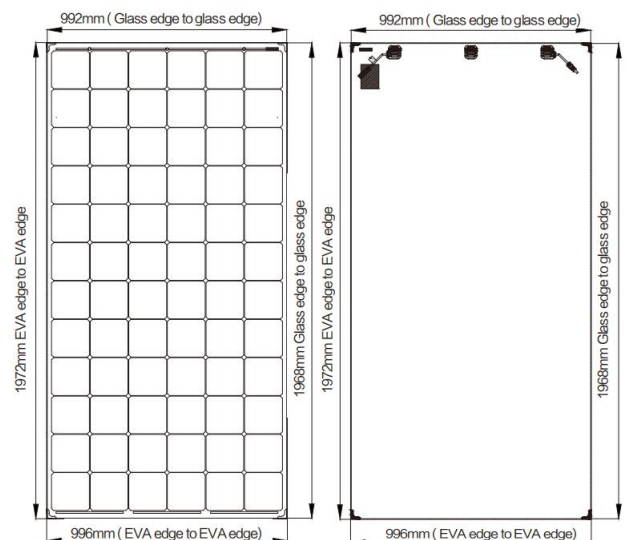 992mm ( Glass edge to glass edge)
992mm ( Glass edge to glass edge)
1972mm EVA edge to EVA edge
1968mm Glass edge to glass edge
1972mm EVA edge to EVA edge
1968mm Glass edge to glass edge
996mm ( EVA edge to EVA edge)
996mm ( EVA edge to EVA edge)